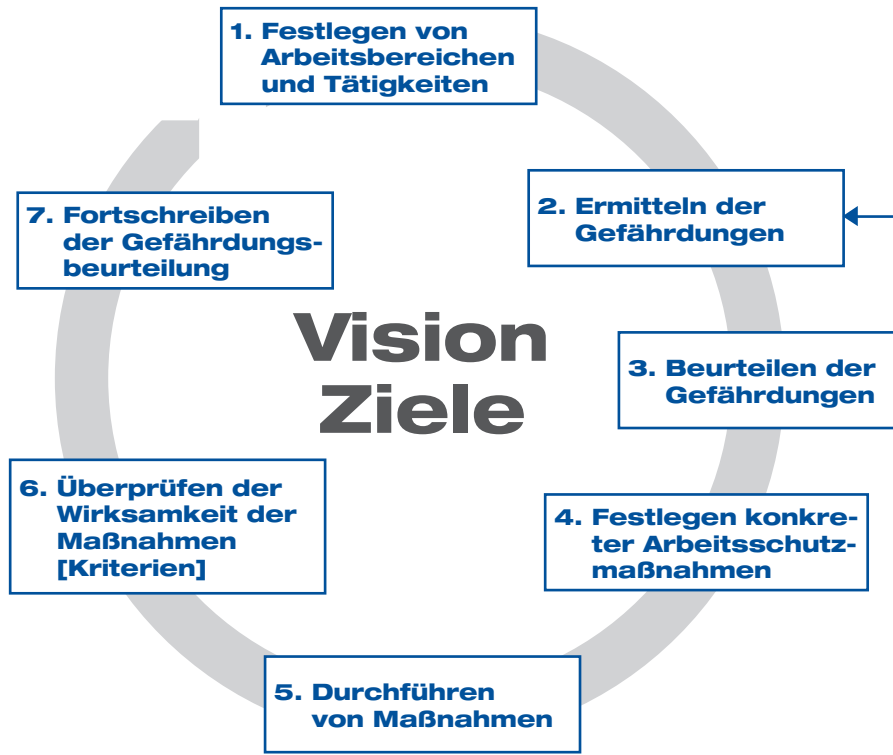 1. Festlegen von
Arbeitsbereichen
und Tätigkeiten
2. Ermitteln der
Gefährdungen
3. Beurteilen der
Gefährdungen
4. Festlegen konkre-
ter Arbeitsschutz-
maßnahmen
5. Durchführen
von Maßnahmen
6. Überprüfen der
Wirksamkeit der
Maßnahmen
[Kriterien]
7. Fortschreiben
der Gefährdungs-
beurteilung
Vision
Ziele